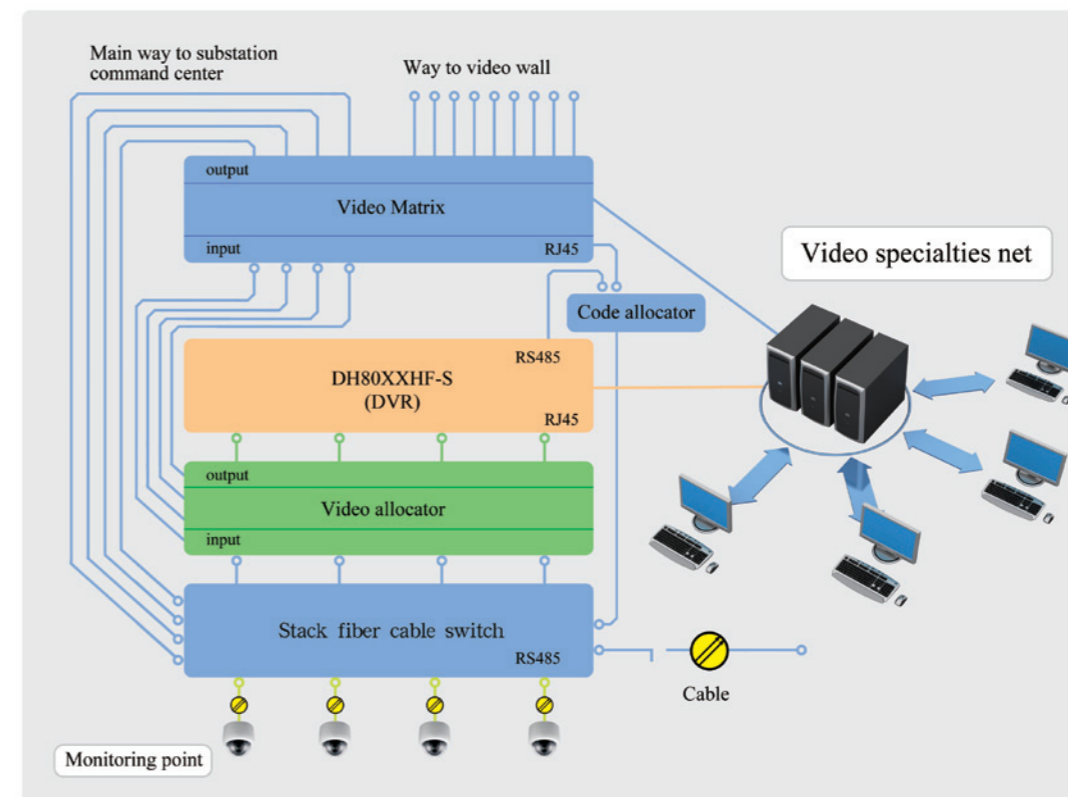 Main way to substation
command center
Way to video wall
output
Video Matrix
input
RJ45
Video specialties net
Code allocator
RS485
DH80XXHF-S
(DVR)
RJ45
output
Video allocator
input
Stack fiber cable switch
RS485
Cable
Monitoring point